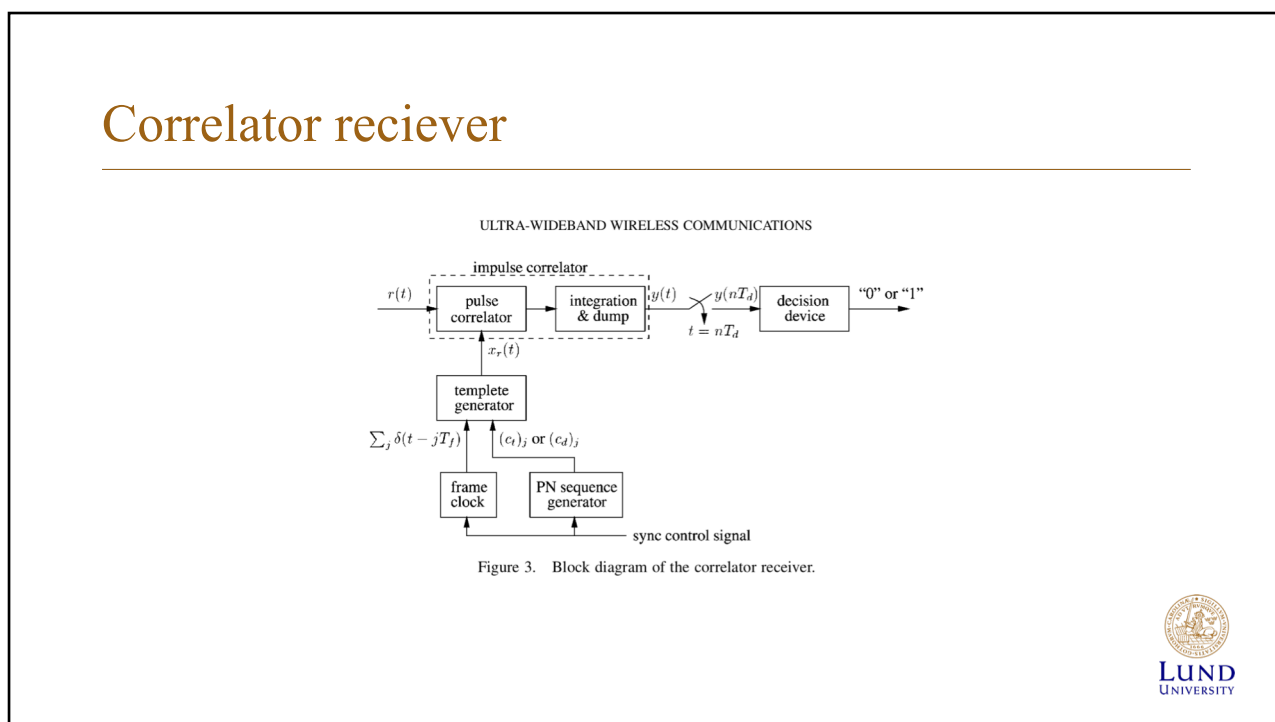 Correlator reciever
ULTRA-WIDEBAND WIRELESS COMMUNICATIONS
impulse correlator
r(t)
pulse
correlator
integration
& dump
y(t)
y(nT_d)
t = nT_d
decision
device
“0” or “1”
x_r(t)
templete
generator
∑_j δ(t − jT_f)
(c_t)_j or (c_d)_j
frame
clock
PN sequence
generator
sync control signal
Figure 3. Block diagram of the correlator receiver.
LUND
UNIVERSITY